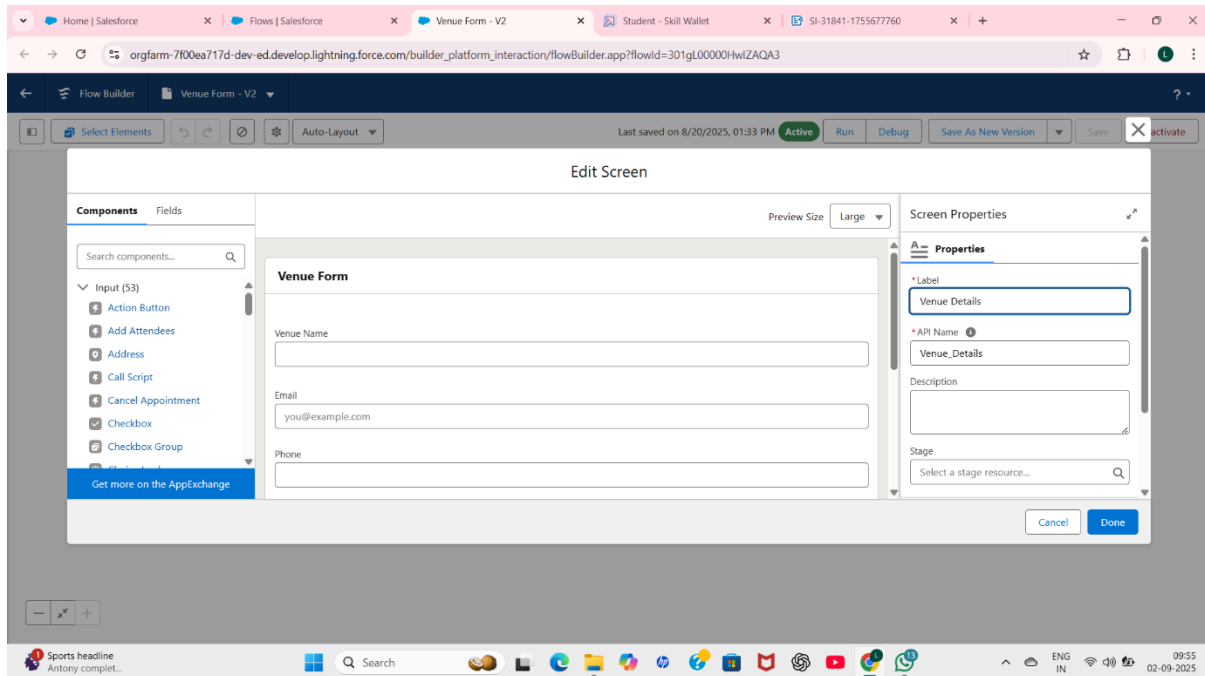 Home | Salesforce
Flows | Salesforce
Venue Form - V2
Student - Skill Wallet
SI-31841-1755677760
orgfarm-7f00ea717d-dev-ed.develop.lightning.force.com/builder_platform_interaction/flowBuilder.app?flowId=301gL00000HwlZAQA3
L
Flow Builder
Venue Form - V2
?
Select Elements
Auto-Layout
Last saved on 8/20/2025, 01:33 PM
Active
Run
Debug
Save As New Version
Save
activate
Edit Screen
Components
Fields
Preview Size
Large
Screen Properties
Search components...
Properties
Input (53)
Action Button
Add Attendees
Address
Call Script
Cancel Appointment
Checkbox
Checkbox Group
Get more on the AppExchange
Venue Form
Venue Name
Email
you@example.com
Phone
*Label
Venue Details
*API Name
Venue_Details
Description
Stage
Select a stage resource...
Cancel
Done
1
Sports headline
Antony complet...
Search
hp
L
13
ENG
IN
09:55
02-09-2025